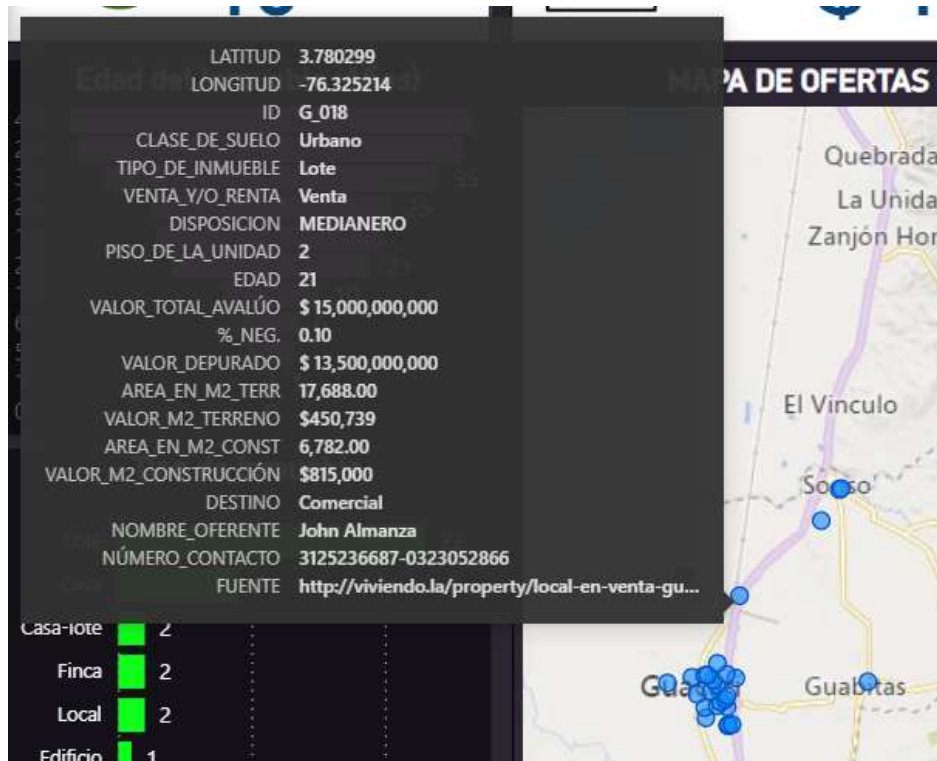 LATITUD 3.780299
LONGITUD -76.325214
ID G_018
CLASE_DE_SUELO Urbano
TIPO_DE_INMUEBLE Lote
VENTA_Y/O_RENTA Venta
DISPOSICION MEDIANERO
PISO_DE_LA_UNIDAD 2
EDAD 21
VALOR_TOTAL_AVALÚO $ 15,000,000,000
%_NEG. 0.10
VALOR_DEPURADO $ 13,500,000,000
AREA_EN_M2_TERR 17,688.00
VALOR_M2_TERRENO $450,739
AREA_EN_M2_CONST 6,782.00
VALOR_M2_CONSTRUCCIÓN $815,000
DESTINO Comercial
NOMBRE_OFERENTE John Almanza
NÚMERO_CONTACTO 3125236687-0323052866
FUENTE http://viviendo.la/property/local-en-venta-gu...
Casa-lote 2
Finca 2
Local 2
Edificio 1
MAPA DE OFERTAS
Quebrada
La Unida
Zanjón Hor
El Vinculo
Sonso
Guabitas